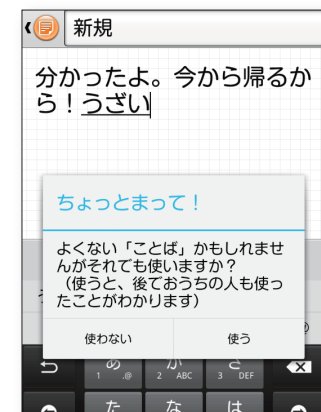 新規
分かったよ。今から帰るか
ら！うざい
ちょっとまって！
よくない「ことば」かもしれませ
んがそれでも使いますか？
（使うと、後でおうちの人も使っ
たことがわかります）
使わない 使う
あ か さ
1 .@ 2 ABC 3 DEF
た な は